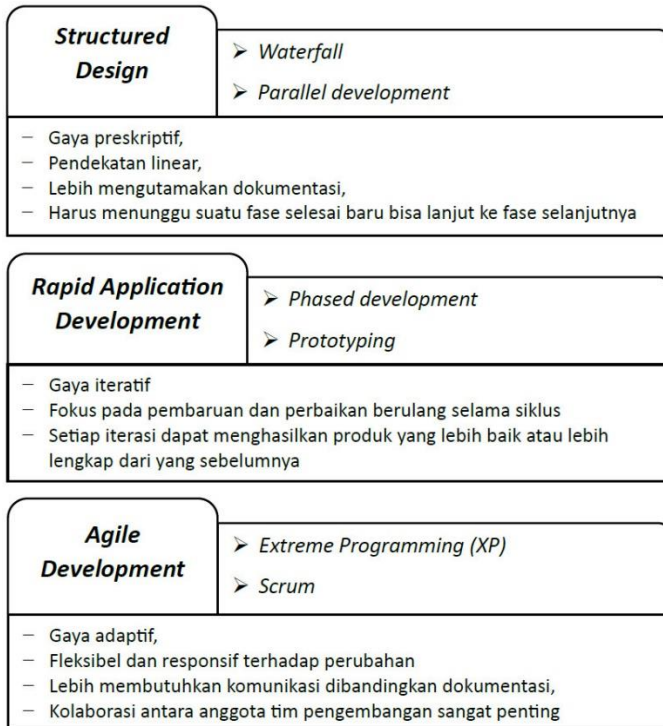 Structured
Design
➢ Waterfall
➢ Parallel development
– Gaya preskriptif,
– Pendekatan linear,
– Lebih mengutamakan dokumentasi,
– Harus menunggu suatu fase selesai baru bisa lanjut ke fase selanjutnya
Rapid Application
Development
➢ Phased development
➢ Prototyping
– Gaya iteratif
– Fokus pada pembaruan dan perbaikan berulang selama siklus
– Setiap iterasi dapat menghasilkan produk yang lebih baik atau lebih
lengkap dari yang sebelumnya
Agile
Development
➢ Extreme Programming (XP)
➢ Scrum
– Gaya adaptif,
– Fleksibel dan responsif terhadap perubahan
– Lebih membutuhkan komunikasi dibandingkan dokumentasi,
– Kolaborasi antara anggota tim pengembangan sangat penting